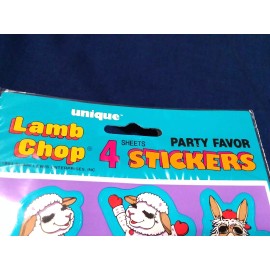 unique
Lamb Chop®
4 SHEETS
PARTY FAVOR
STICKERS